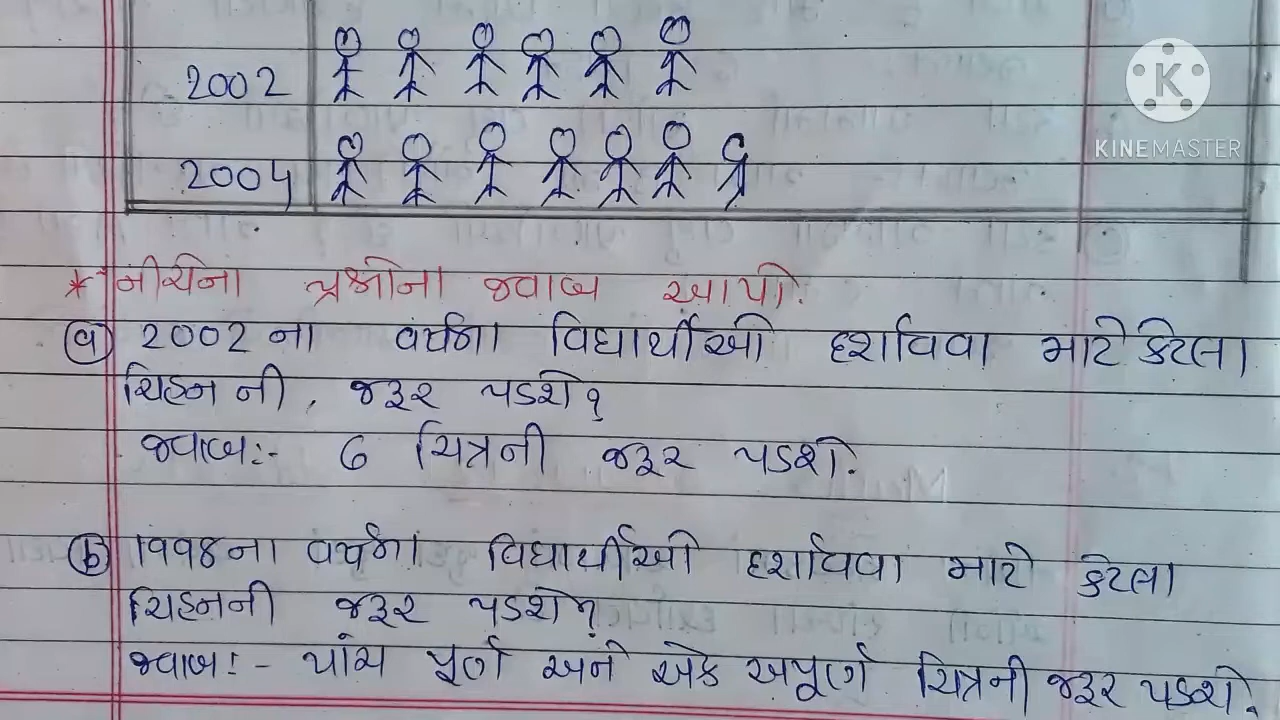 2002
KINEMASTER
2004
* નીચેના પ્રશ્નોના જવાબ આપો.
(a) 2002 ના વર્ષના વિદ્યાર્થીઓ દર્શાવવા માટે કેટલા
ચિહ્ન ની, જરૂર પડશે?
જવાબ:- 6 ચિત્રની જરૂર પડશે.
(b) ૧૯૯૪ના વર્ષના વિદ્યાર્થીઓ દર્શાવવા માટે કેટલા
ચિહ્નની જરૂર પડશે?
જવાબ:- પાંચ પૂર્ણ અને એક અપૂર્ણ ચિત્રની જરૂર પડશે.